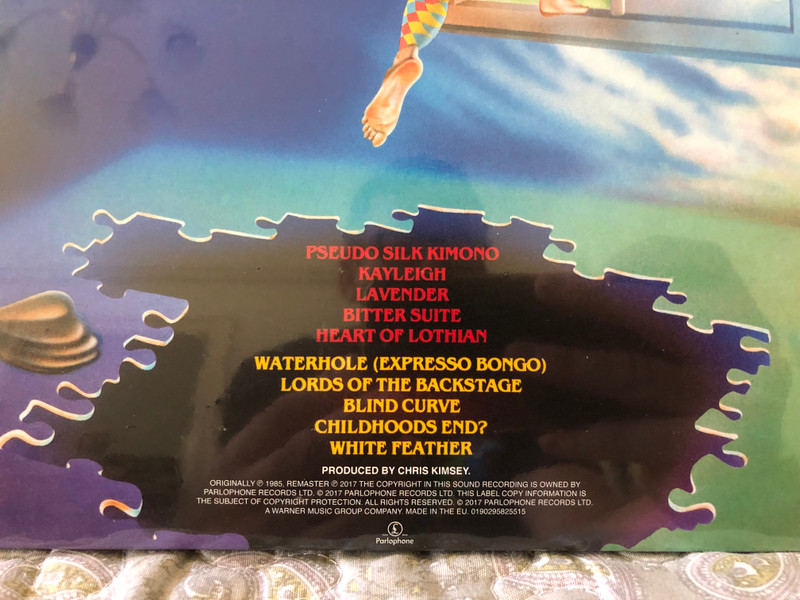 PSEUDO SILK KIMONO
KAYLEIGH
LAVENDER
BITTER SUITE
HEART OF LOTHIAN
WATERHOLE (EXPRESSO BONGO)
LORDS OF THE BACKSTAGE
BLIND CURVE
CHILDHOODS END?
WHITE FEATHER
PRODUCED BY CHRIS KIMSEY.
ORIGINALLY ℗ 1985, REMASTER ℗ 2017 THE COPYRIGHT IN THIS SOUND RECORDING IS OWNED BY
PARLOPHONE RECORDS LTD. © 2017 PARLOPHONE RECORDS LTD. THIS LABEL COPY INFORMATION IS
THE SUBJECT OF COPYRIGHT PROTECTION. ALL RIGHTS RESERVED. © 2017 PARLOPHONE RECORDS LTD.
A WARNER MUSIC GROUP COMPANY. MADE IN THE EU. 0190295825515
Parlophone